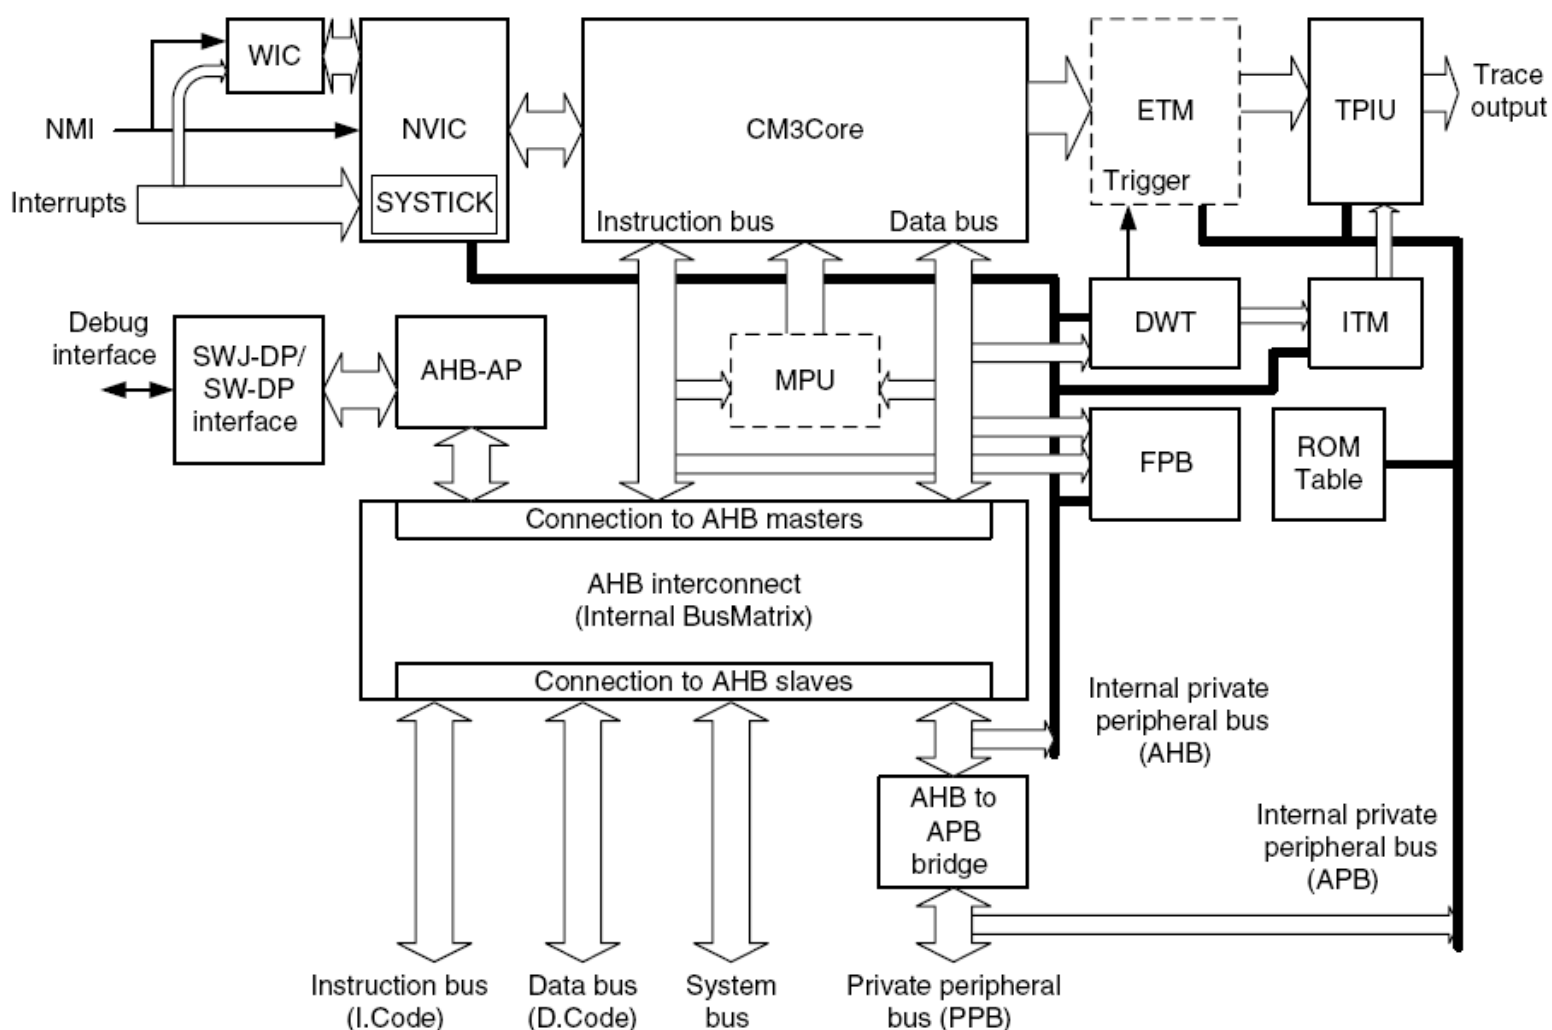 WIC
NMI
NVIC
SYSTICK
Interrupts
CM3Core
Instruction bus
Data bus
ETM
Trigger
TPIU
Trace
output
Debug
interface
SWJ-DP/
SW-DP
interface
AHB-AP
MPU
DWT
ITM
FPB
ROM
Table
Connection to AHB masters
AHB interconnect
(Internal BusMatrix)
Connection to AHB slaves
Internal private
peripheral bus
(AHB)
AHB to
APB
bridge
Internal private
peripheral bus
(APB)
Instruction bus
(I.Code)
Data bus
(D.Code)
System
bus
Private peripheral
bus (PPB)